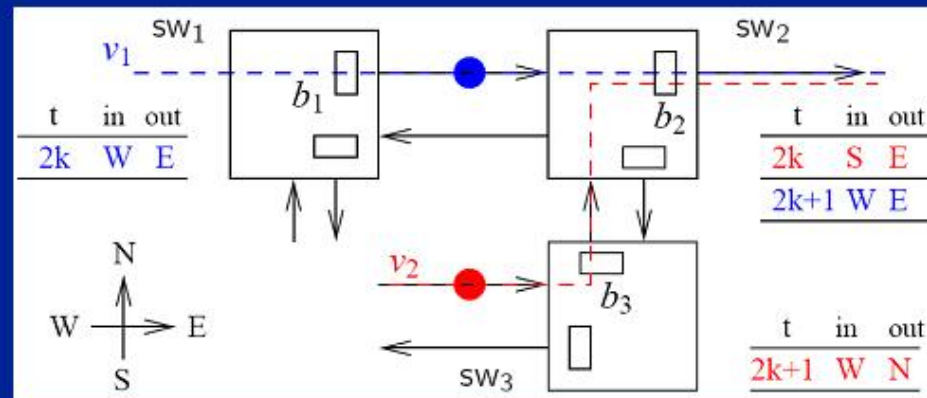 SW1 SW2
v1
b1 b2
t in out
2k W E
t in out
2k S E
2k+1 W E
N
W E
S
v2
b3
SW3
t in out
2k+1 W N